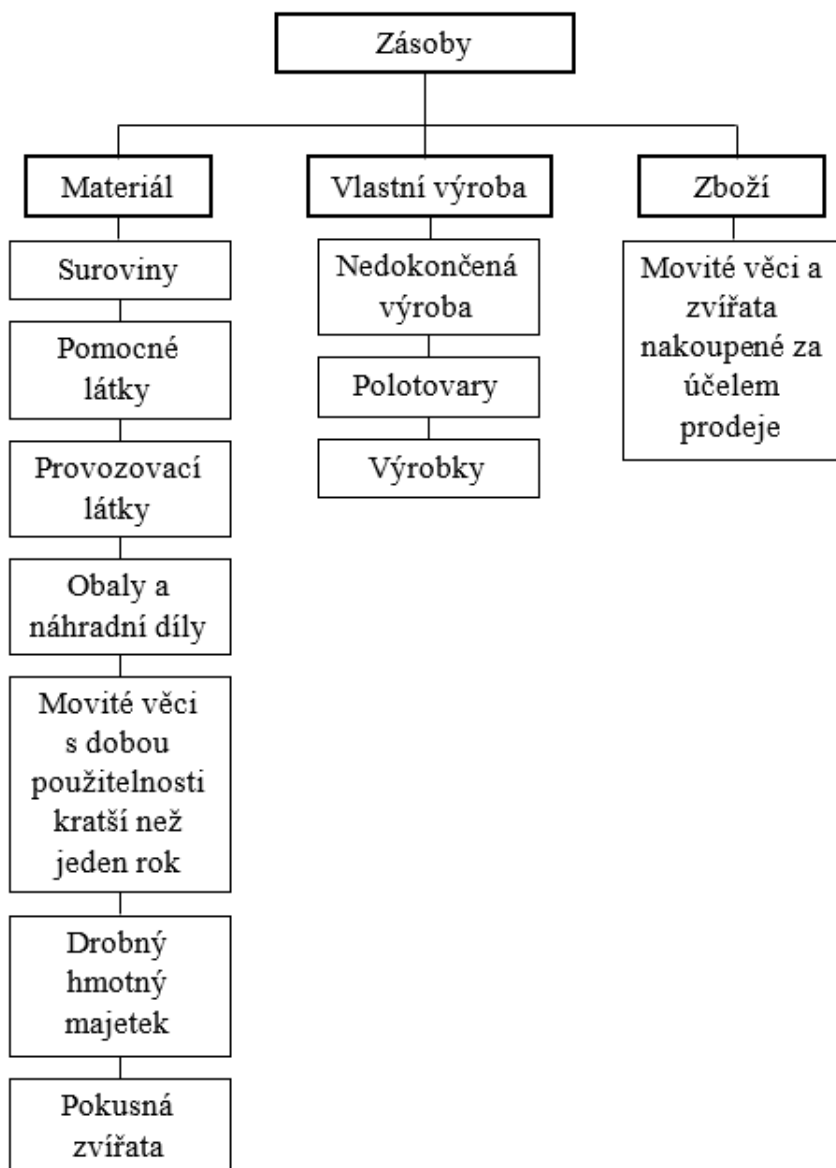 Zásoby
Materiál
Vlastní výroba
Zboží
Suroviny
Pomocné
látky
Provozovací
látky
Obaly a
náhradní díly
Movité věci
s dobou
použitelnosti
kratší než
jeden rok
Drobný
hmotný
majetek
Pokusná
zvířata
Nedokončená
výroba
Polotovary
Výrobky
Movité věci a
zvířata
nakoupené za
účelem
prodeje